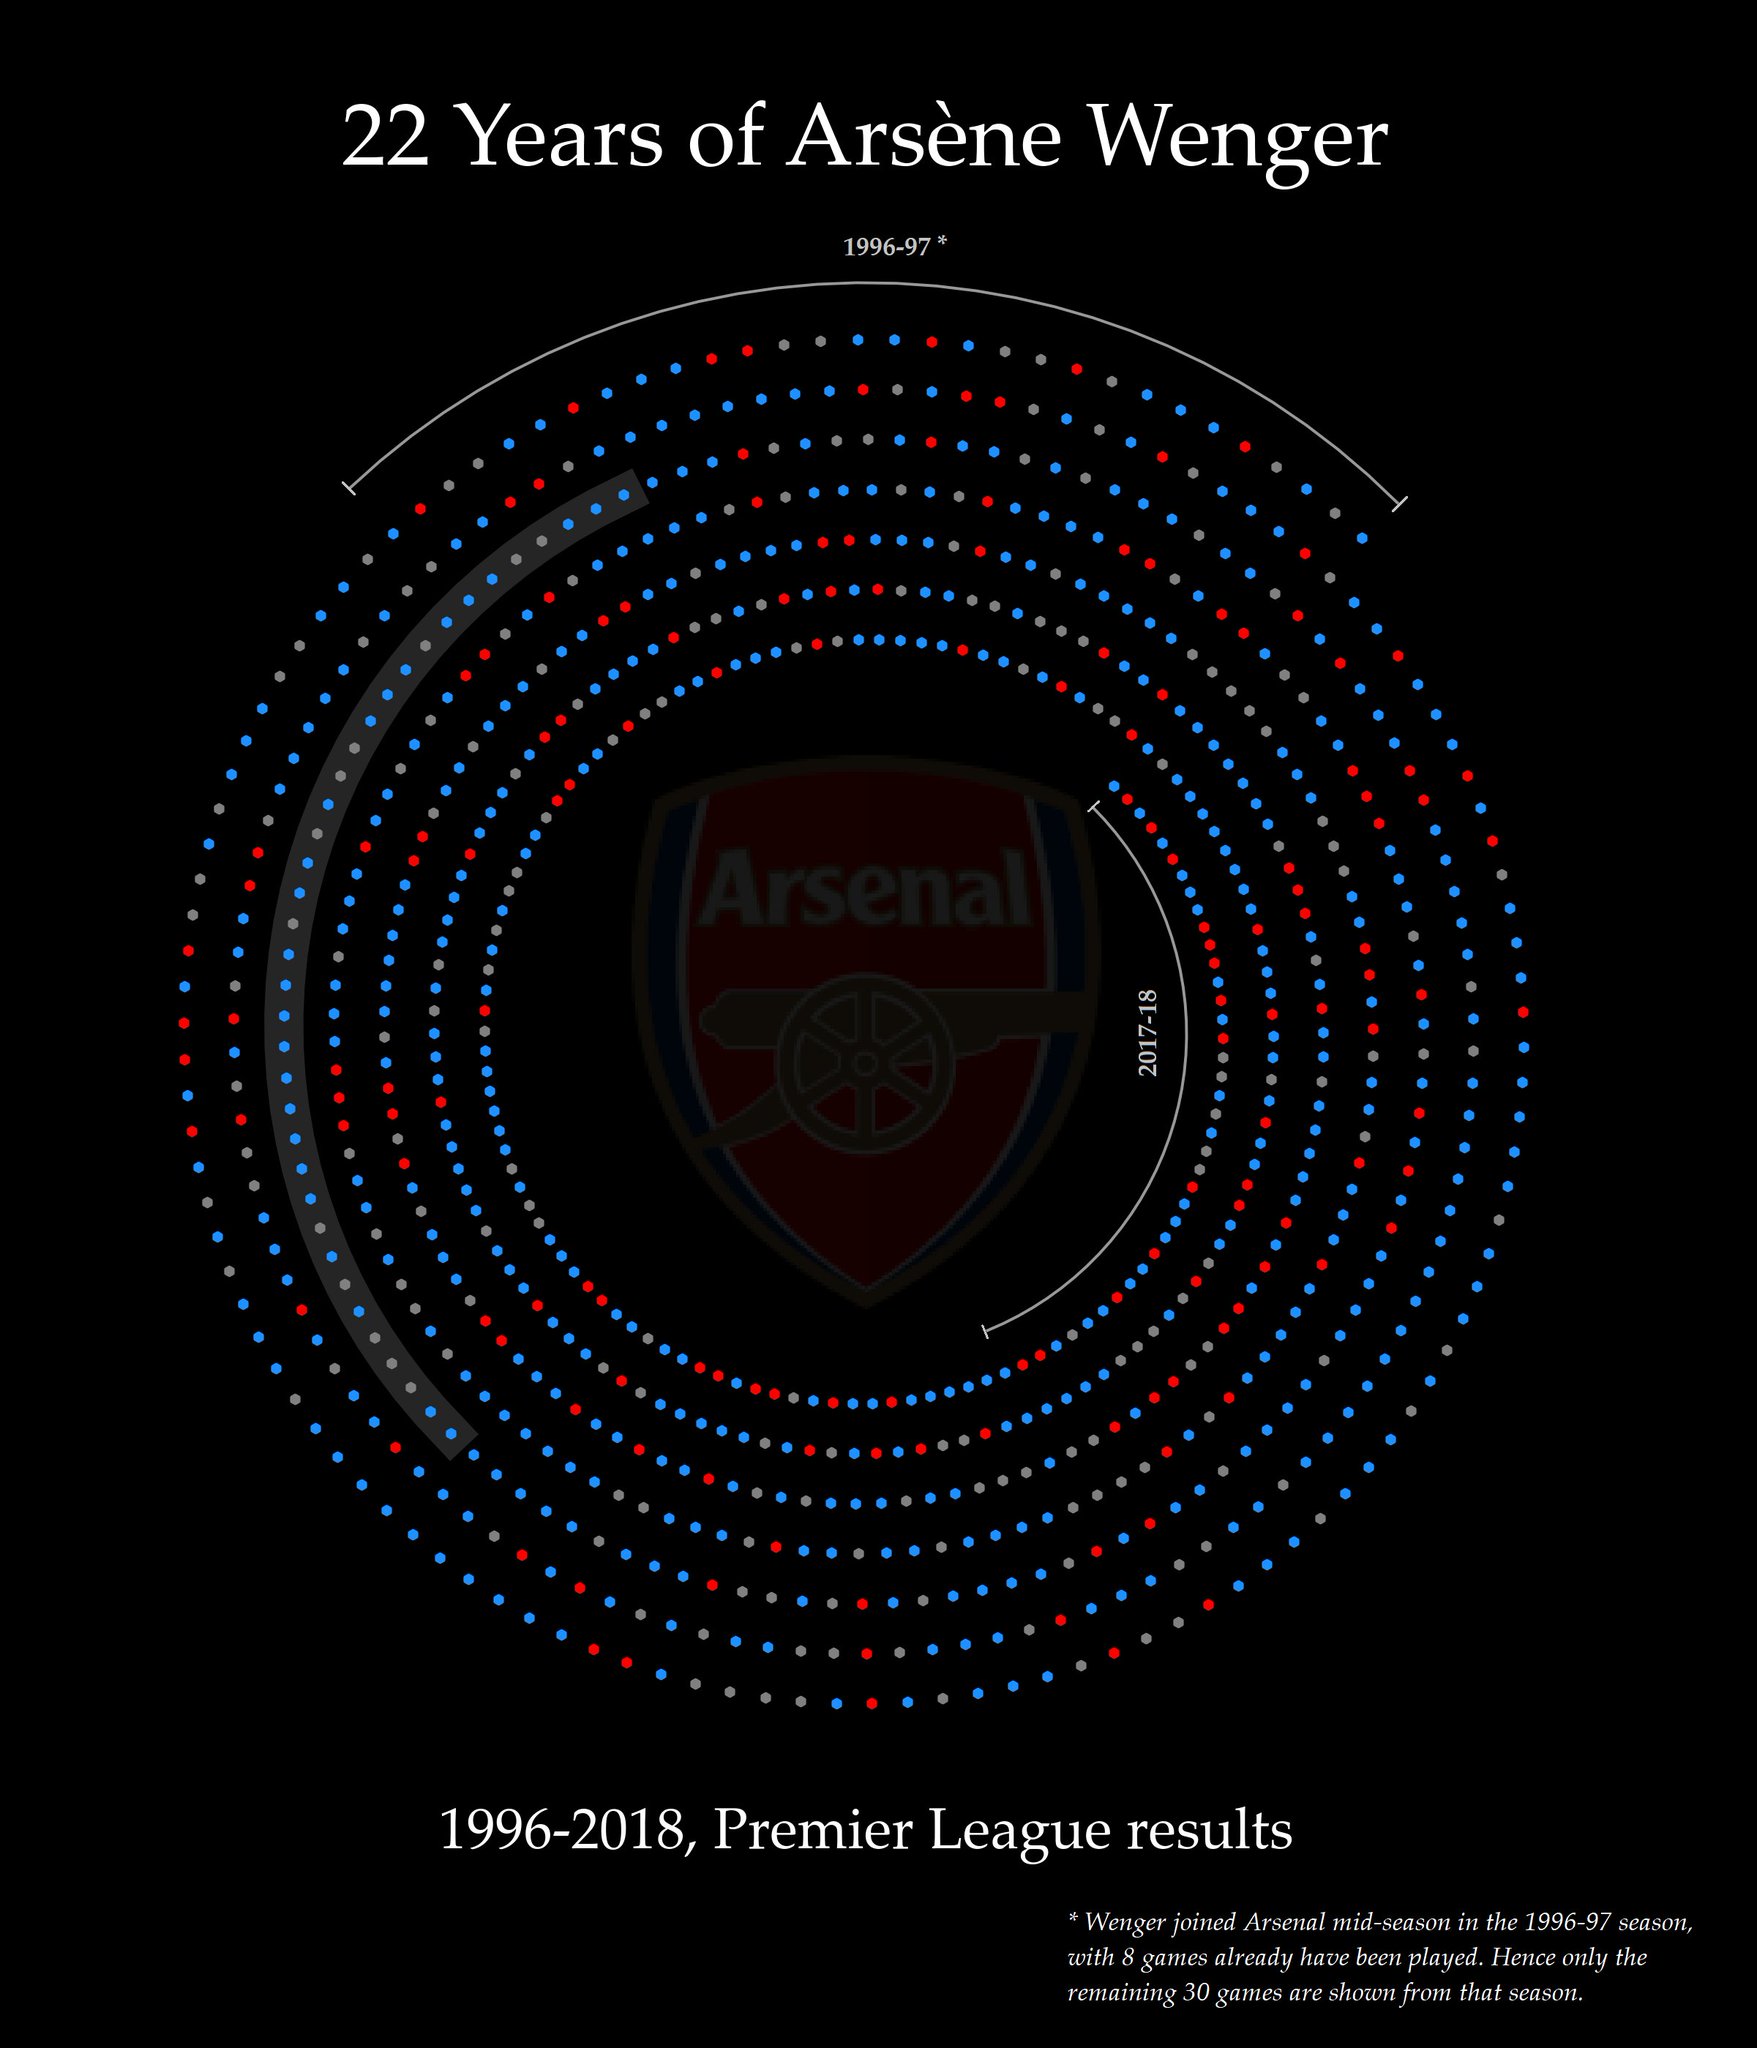 22 Years of Arsène Wenger
1996-97 *
Arsenal
2017-18
1996-2018, Premier League results
* Wenger joined Arsenal mid-season in the 1996-97 season,
with 8 games already have been played. Hence only the
remaining 30 games are shown from that season.